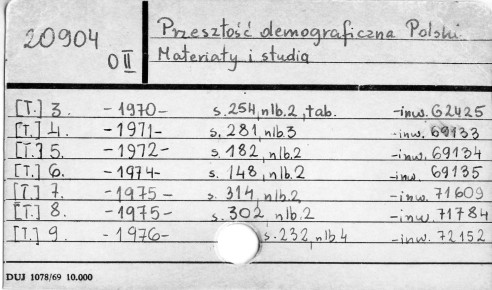 20904
O II
Przeszłość demograficzna Polski.
Materiały i studia
[T.] 3. -1970- s. 254, nlb. 2, tab. -inw. 62425
[T.] 4. -1971- s. 281, nlb. 3 -inw. 69133
[T.] 5. -1972- s. 182, nlb. 2 -inw. 69134
[T.] 6. -1974- s. 148, nlb. 2 -inw. 69135
[T.] 7. -1975- s. 314, nlb. 2 -inw. 71609
[T.] 8. -1975- s. 302, nlb. 2 -inw. 71784
[T.] 9. -1976- s. 232, nlb. 4 -inw. 72152
DUJ 1078/69 10.000